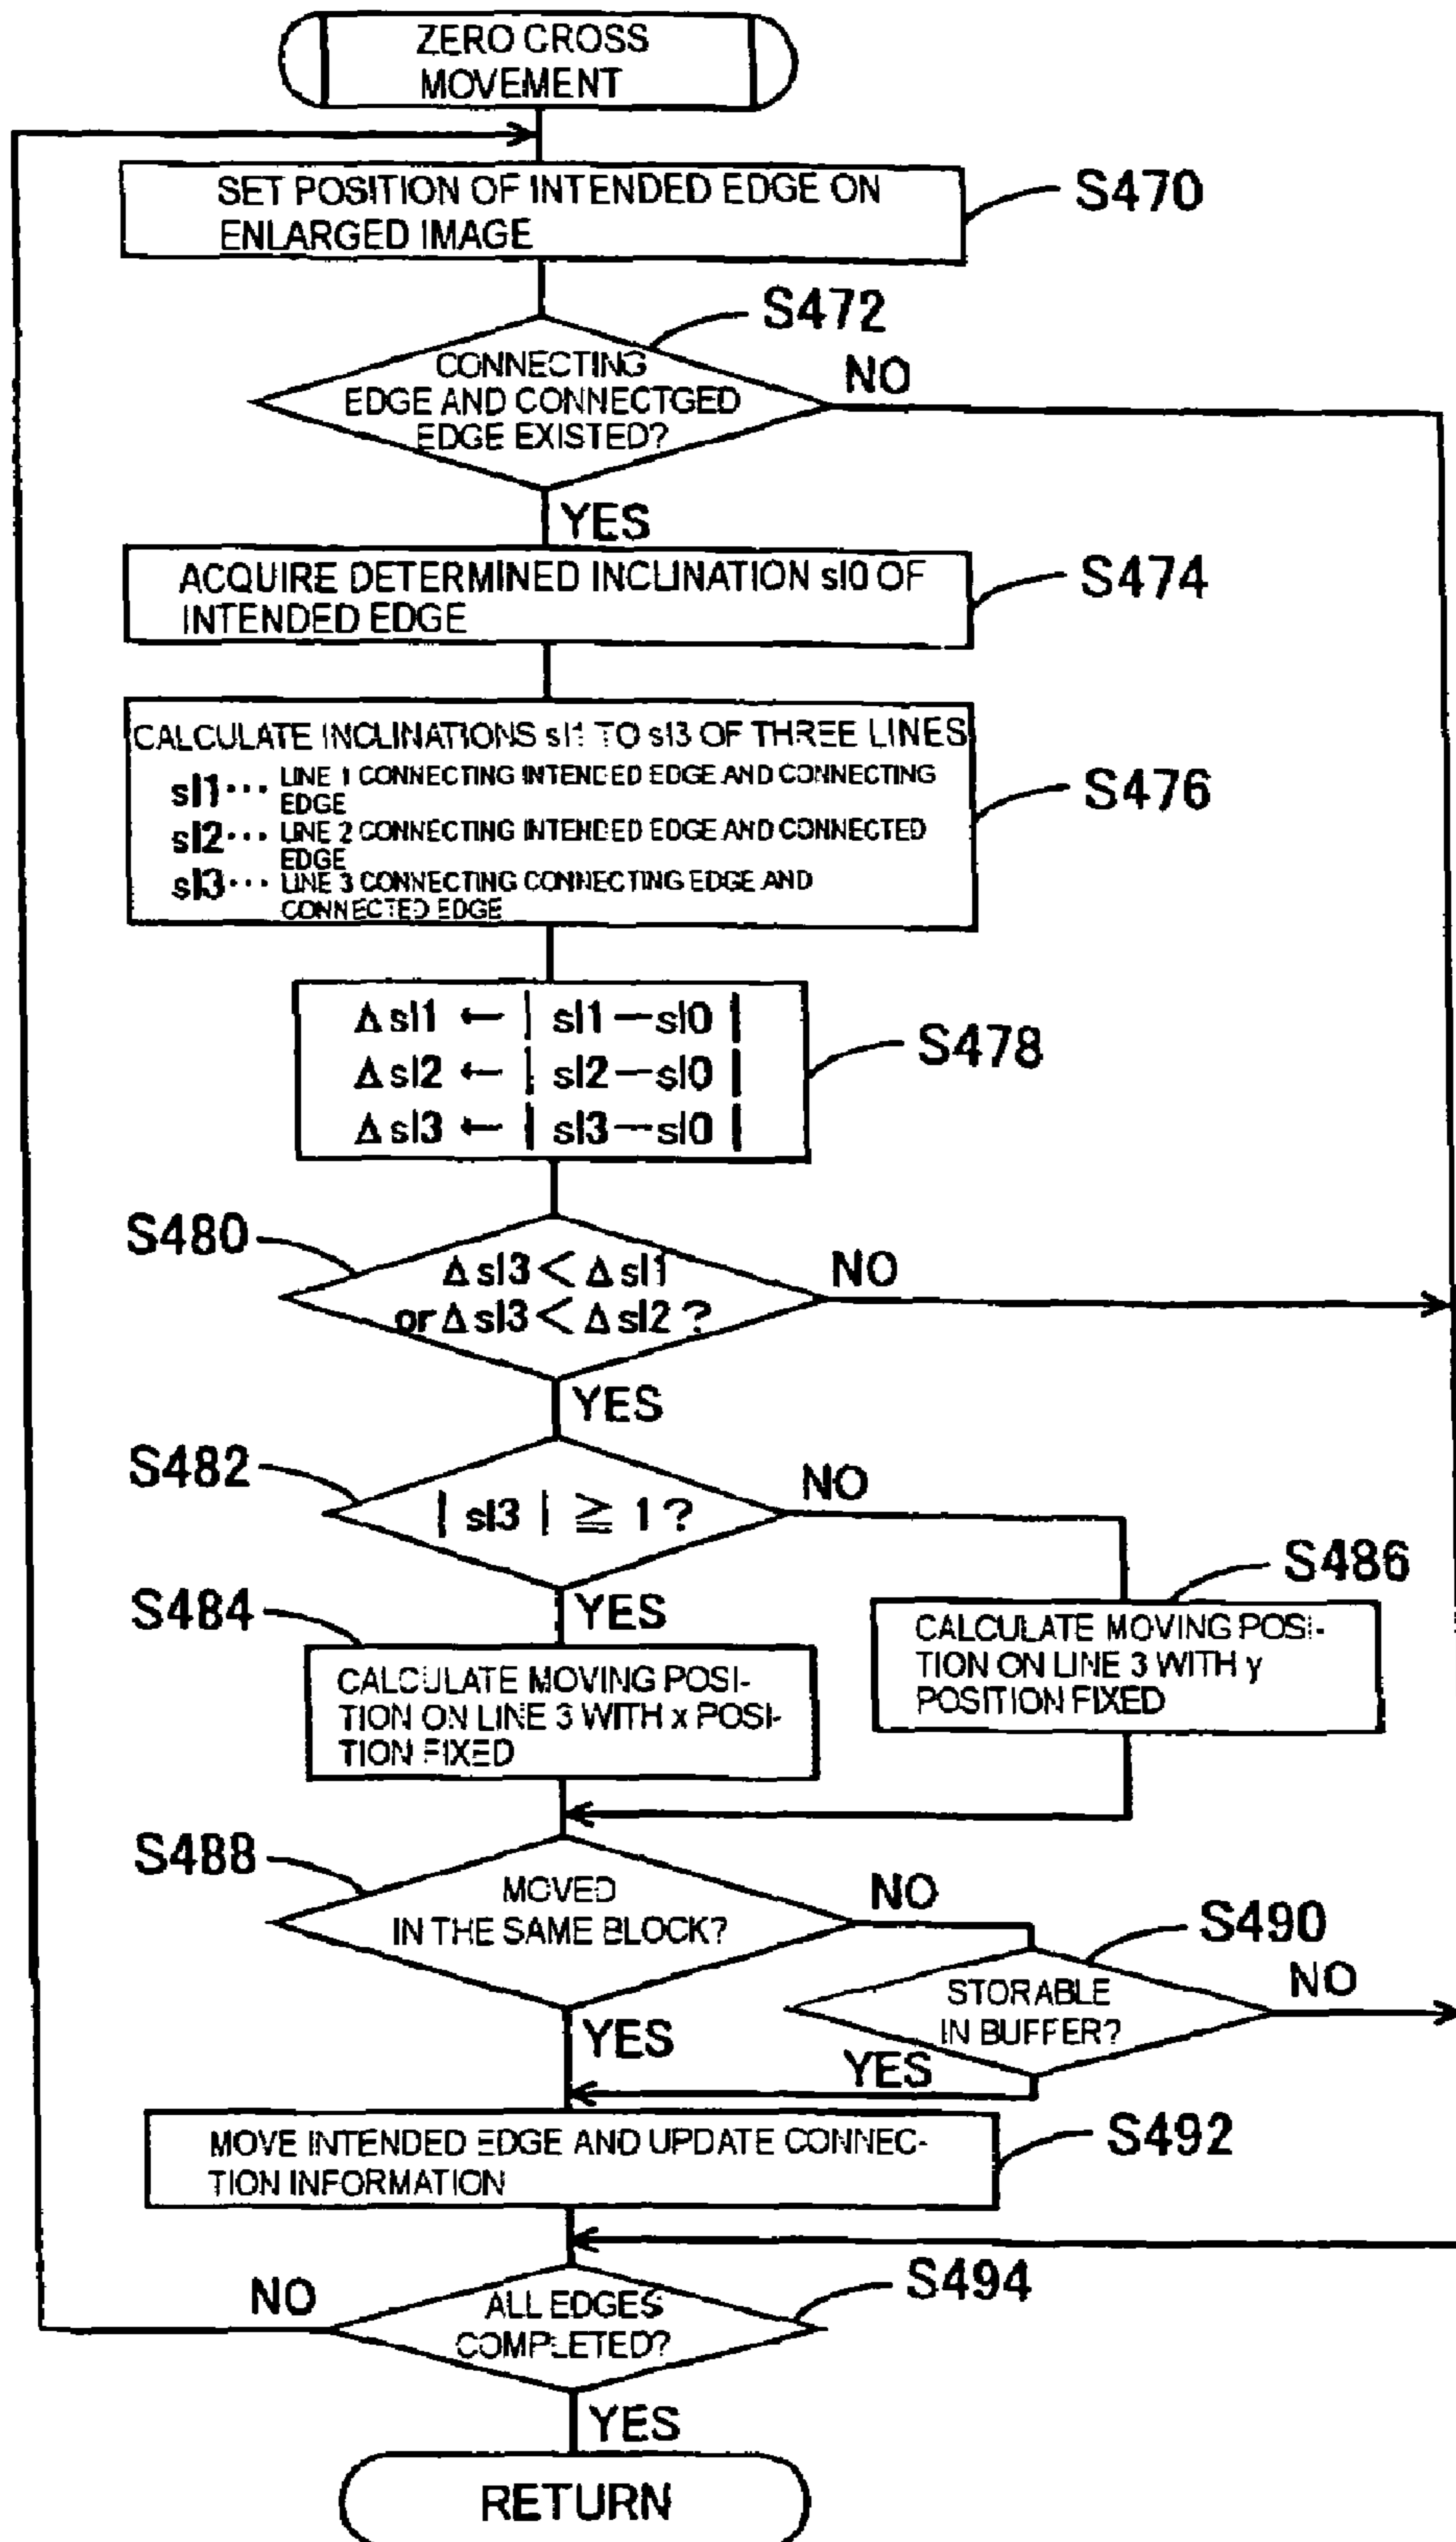 ZERO CROSS
MOVEMENT
SET POSITION OF INTENDED EDGE ON
ENLARGED IMAGE
S470
S472
CONNECTING
EDGE AND CONNECTGED
EDGE EXISTED?
NO
YES
ACQUIRE DETERMINED INCLINATION sl0 OF
INTENDED EDGE
S474
CALCULATE INCLINATIONS sl1 TO sl3 OF THREE LINES
sl1··· LINE 1 CONNECTING INTENDED EDGE AND CONNECTING
EDGE
sl2··· LINE 2 CONNECTING INTENDED EDGE AND CONNECTED
EDGE
sl3··· LINE 3 CONNECTING CONNECTING EDGE AND
CONNECTED EDGE
S476
Δsl1 ← | sl1−sl0 |
Δsl2 ← | sl2−sl0 |
Δsl3 ← | sl3−sl0 |
S478
S480
Δsl3 < Δsl1
or Δsl3 < Δsl2 ?
NO
YES
S482
| sl3 | ≧ 1 ?
NO
YES
S484
CALCULATE MOVING POSI-
TION ON LINE 3 WITH x POSI-
TION FIXED
S486
CALCULATE MOVING POSI-
TION ON LINE 3 WITH y
POSITION FIXED
S488
MOVED
IN THE SAME BLOCK?
NO
YES
S490
STORABLE
IN BUFFER?
NO
YES
MOVE INTENDED EDGE AND UPDATE CONNEC-
TION INFORMATION
S492
S494
ALL EDGES
COMPLETED?
NO
YES
RETURN